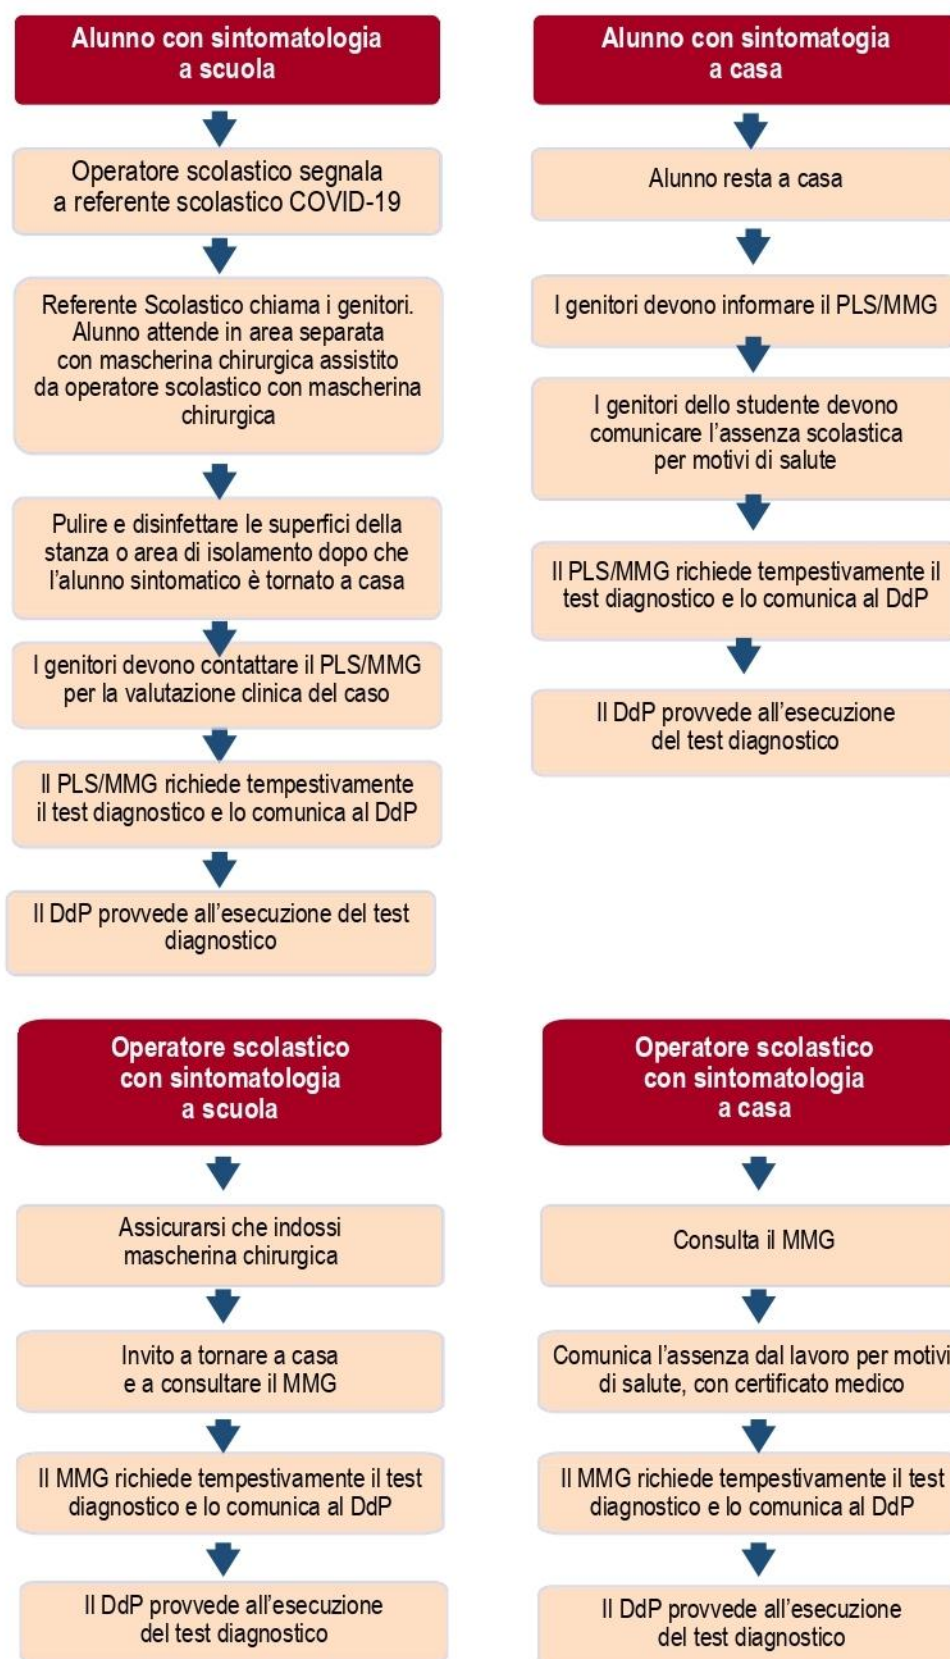 Alunno con sintomatologia
a scuola
Operatore scolastico segnala
a referente scolastico COVID-19
Referente Scolastico chiama i genitori.
Alunno attende in area separata
con mascherina chirurgica assistito
da operatore scolastico con mascherina
chirurgica
Pulire e disinfettare le superfici della
stanza o area di isolamento dopo che
l'alunno sintomatico è tornato a casa
I genitori devono contattare il PLS/MMG
per la valutazione clinica del caso
Il PLS/MMG richiede tempestivamente
il test diagnostico e lo comunica al DdP
Il DdP provvede all'esecuzione del test
diagnostico
Alunno con sintomatogia
a casa
Alunno resta a casa
I genitori devono informare il PLS/MMG
I genitori dello studente devono
comunicare l'assenza scolastica
per motivi di salute
Il PLS/MMG richiede tempestivamente il
test diagnostico e lo comunica al DdP
Il DdP provvede all'esecuzione
del test diagnostico
Operatore scolastico
con sintomatologia
a scuola
Assicurarsi che indossi
mascherina chirurgica
Invito a tornare a casa
e a consultare il MMG
Il MMG richiede tempestivamente il test
diagnostico e lo comunica al DdP
Il DdP provvede all'esecuzione
del test diagnostico
Operatore scolastico
con sintomatologia
a casa
Consulta il MMG
Comunica l'assenza dal lavoro per motivi
di salute, con certificato medico
Il MMG richiede tempestivamente il test
diagnostico e lo comunica al DdP
Il DdP provvede all'esecuzione
del test diagnostico